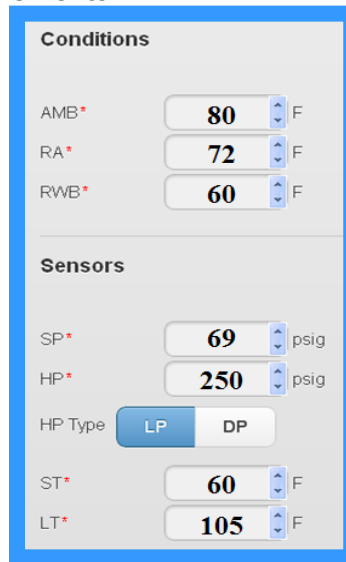 Conditions
AMB* 80 F
RA* 72 F
RWB* 60 F
Sensors
SP* 69 psig
HP* 250 psig
HP Type LP DP
ST* 60 F
LT* 105 F